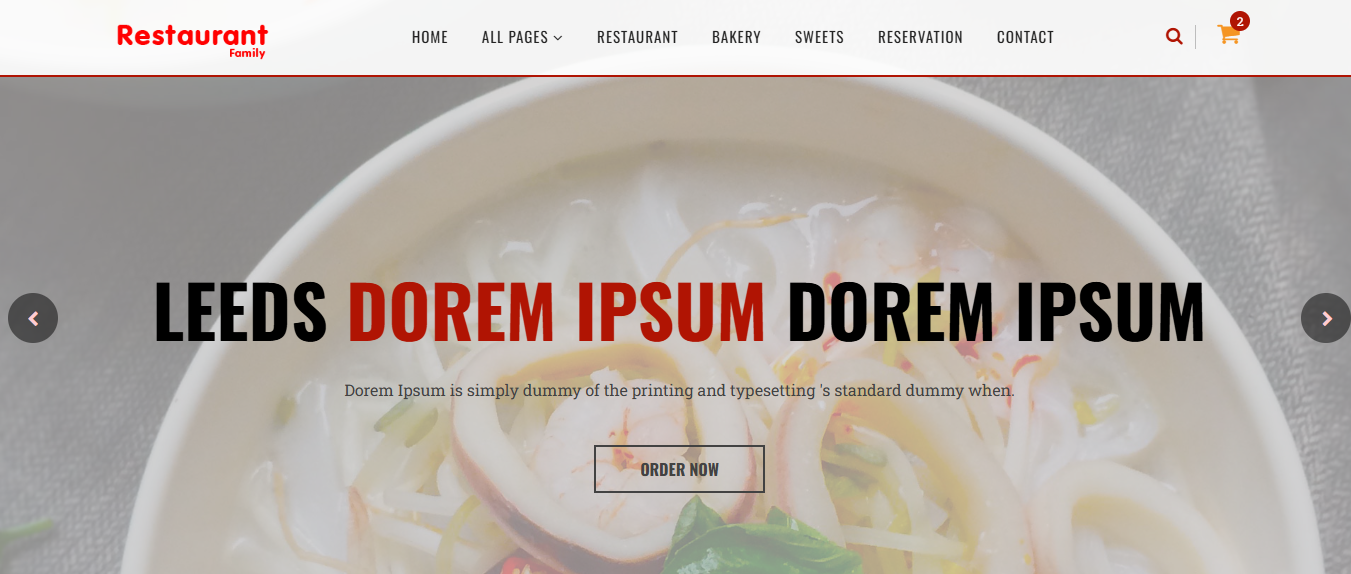 Restaurant
Family
HOME ALL PAGES RESTAURANT BAKERY SWEETS RESERVATION CONTACT
2
LEEDS DOREM IPSUM DOREM IPSUM
Dorem Ipsum is simply dummy of the printing and typesetting 's standard dummy when.
ORDER NOW